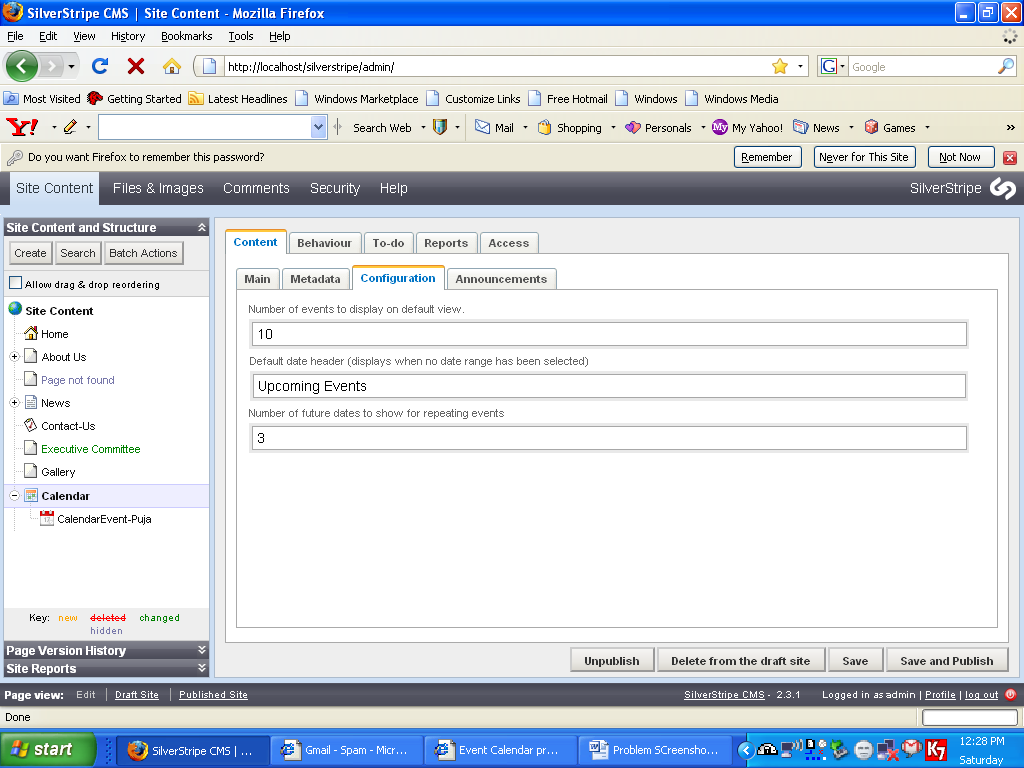 SilverStripe CMS | Site Content - Mozilla Firefox
File Edit View History Bookmarks Tools Help
http://localhost/silverstripe/admin/
G Google
Most Visited Getting Started Latest Headlines Windows Marketplace Customize Links Free Hotmail Windows Windows Media
Y! Search Web Mail Shopping Personals My Yahoo! News Games »
Do you want Firefox to remember this password? Remember Never for This Site Not Now
Site Content Files & Images Comments Security Help SilverStripe
Site Content and Structure
Create Search Batch Actions
Allow drag & drop reordering
Site Content
Home
About Us
Page not found
News
Contact-Us
Executive Committee
Gallery
Calendar
CalendarEvent-Puja
Key: new deleted changed
hidden
Page Version History
Site Reports
Content Behaviour To-do Reports Access
Main Metadata Configuration Announcements
Number of events to display on default view.
10
Default date header (displays when no date range has been selected)
Upcoming Events
Number of future dates to show for repeating events
3
Unpublish Delete from the draft site Save Save and Publish
Page view: Edit | Draft Site | Published Site SilverStripe CMS - 2.3.1 Logged in as admin | Profile | log out
Done
start SilverStripe CMS | ... Gmail - Spam - Micr... Event Calendar pr... Problem SCreensho... K7 12:28 PM
Saturday